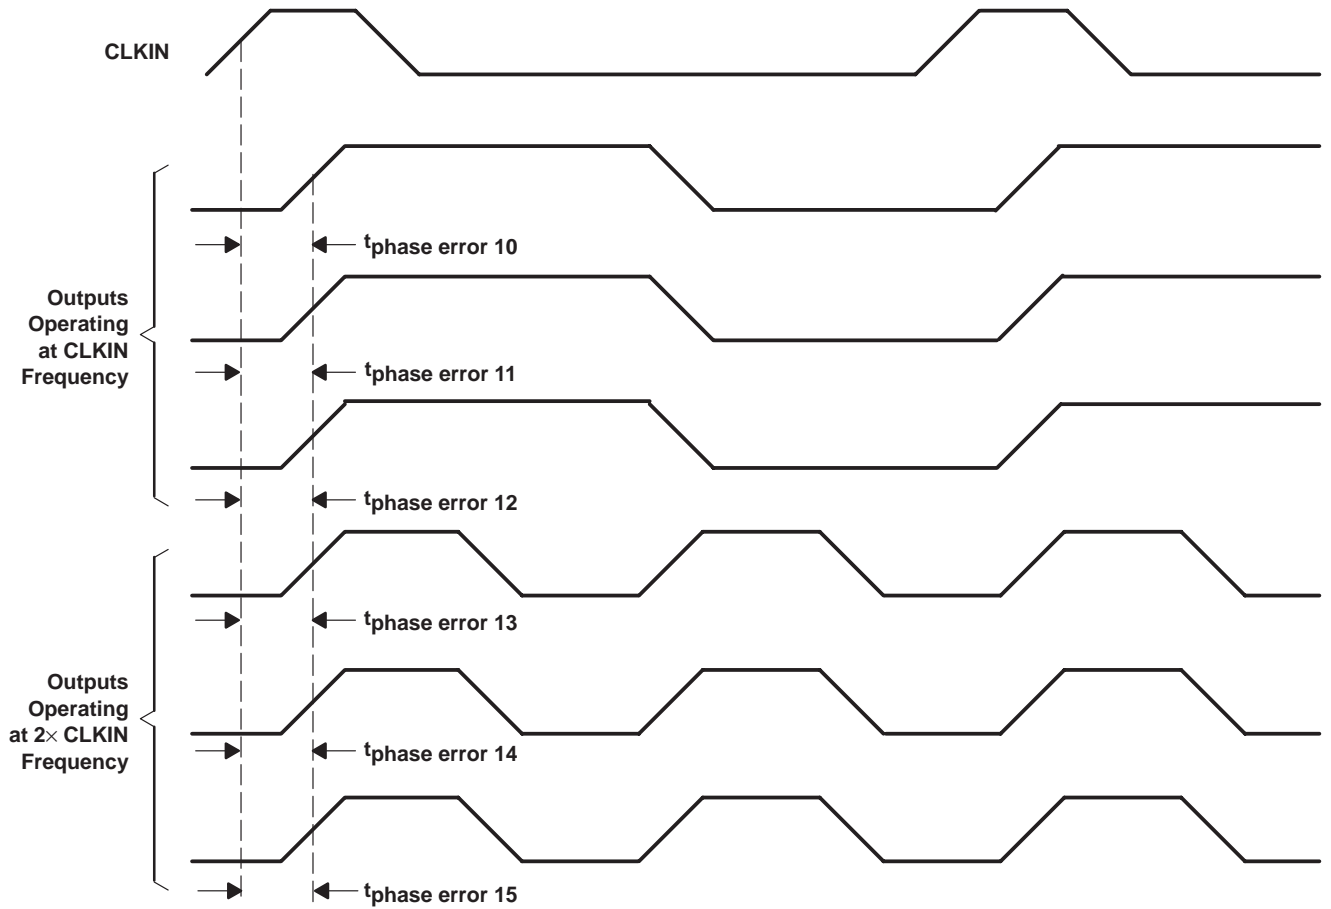 CLKIN
tphase error 10
Outputs
Operating
at CLKIN
Frequency
tphase error 11
tphase error 12
tphase error 13
Outputs
Operating
at 2× CLKIN
Frequency
tphase error 14
tphase error 15